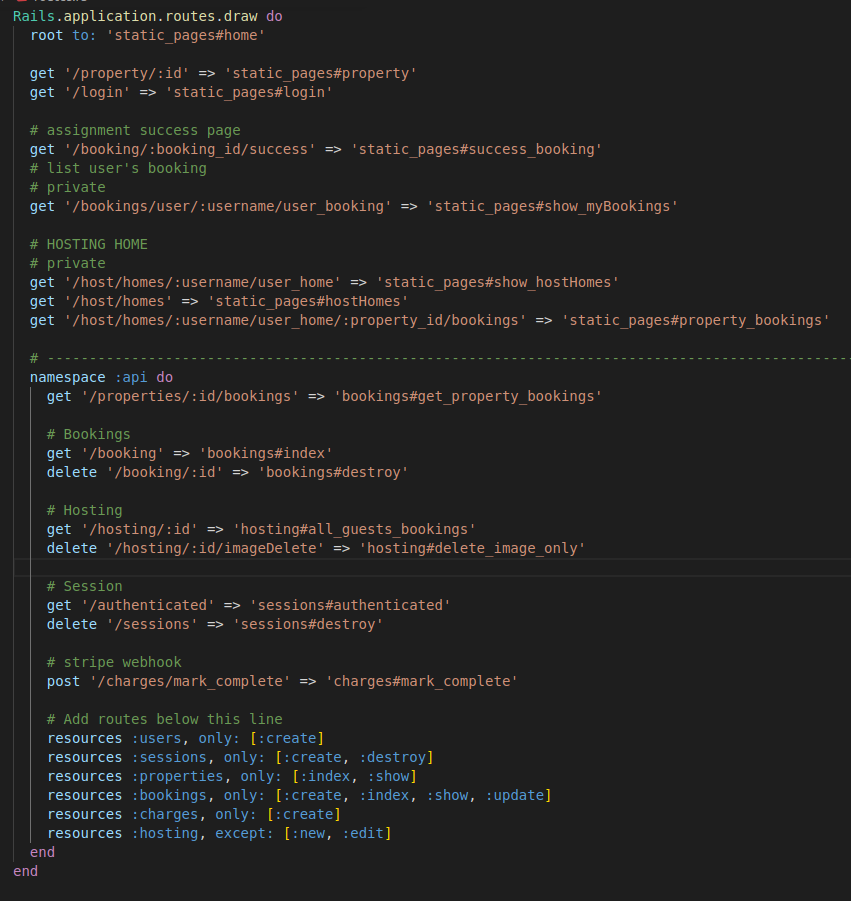 Rails.application.routes.draw do
  root to: 'static_pages#home'

  get '/property/:id' => 'static_pages#property'
  get '/login' => 'static_pages#login'

  # assignment success page
  get '/booking/:booking_id/success' => 'static_pages#success_booking'
  # list user's booking
  # private
  get '/bookings/user/:username/user_booking' => 'static_pages#show_myBookings'

  # HOSTING HOME
  # private
  get '/host/homes/:username/user_home' => 'static_pages#show_hostHomes'
  get '/host/homes' => 'static_pages#hostHomes'
  get '/host/homes/:username/user_home/:property_id/bookings' => 'static_pages#property_bookings'

  # -----------------------------------------------------------------------------------------------
  namespace :api do
    get '/properties/:id/bookings' => 'bookings#get_property_bookings'

    # Bookings
    get '/booking' => 'bookings#index'
    delete '/booking/:id' => 'bookings#destroy'

    # Hosting
    get '/hosting/:id' => 'hosting#all_guests_bookings'
    delete '/hosting/:id/imageDelete' => 'hosting#delete_image_only'

    # Session
    get '/authenticated' => 'sessions#authenticated'
    delete '/sessions' => 'sessions#destroy'

    # stripe webhook
    post '/charges/mark_complete' => 'charges#mark_complete'

    # Add routes below this line
    resources :users, only: [:create]
    resources :sessions, only: [:create, :destroy]
    resources :properties, only: [:index, :show]
    resources :bookings, only: [:create, :index, :show, :update]
    resources :charges, only: [:create]
    resources :hosting, except: [:new, :edit]
  end
end